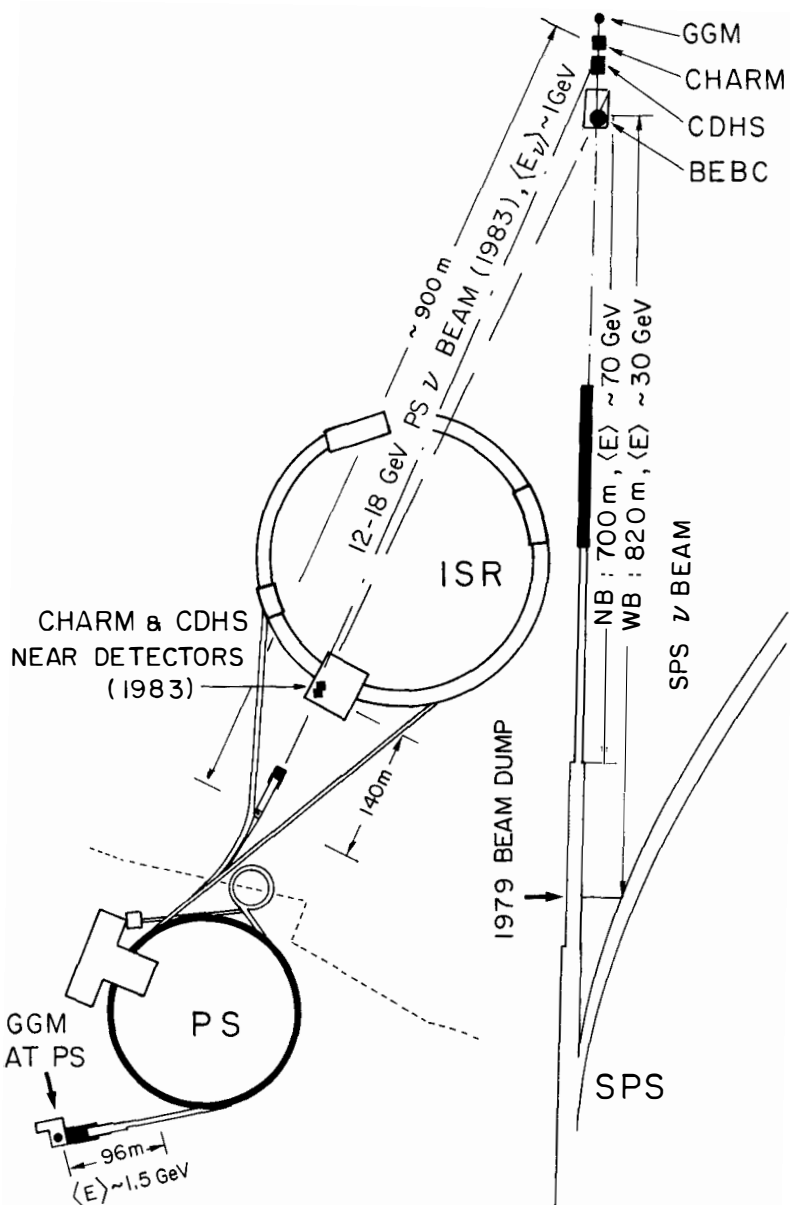 GGM
CHARM
CDHS
BEBC
~ 900 m
12-18 GeV PS ν BEAM (1983), ⟨Eν⟩ ~ 1 GeV
NB : 700 m, ⟨E⟩ ~ 70 GeV
WB : 820 m, ⟨E⟩ ~ 30 GeV
SPS ν BEAM
ISR
CHARM & CDHS
NEAR DETECTORS
(1983)
140m
1979 BEAM DUMP
PS
GGM
AT PS
SPS
96m
⟨E⟩~1.5 GeV